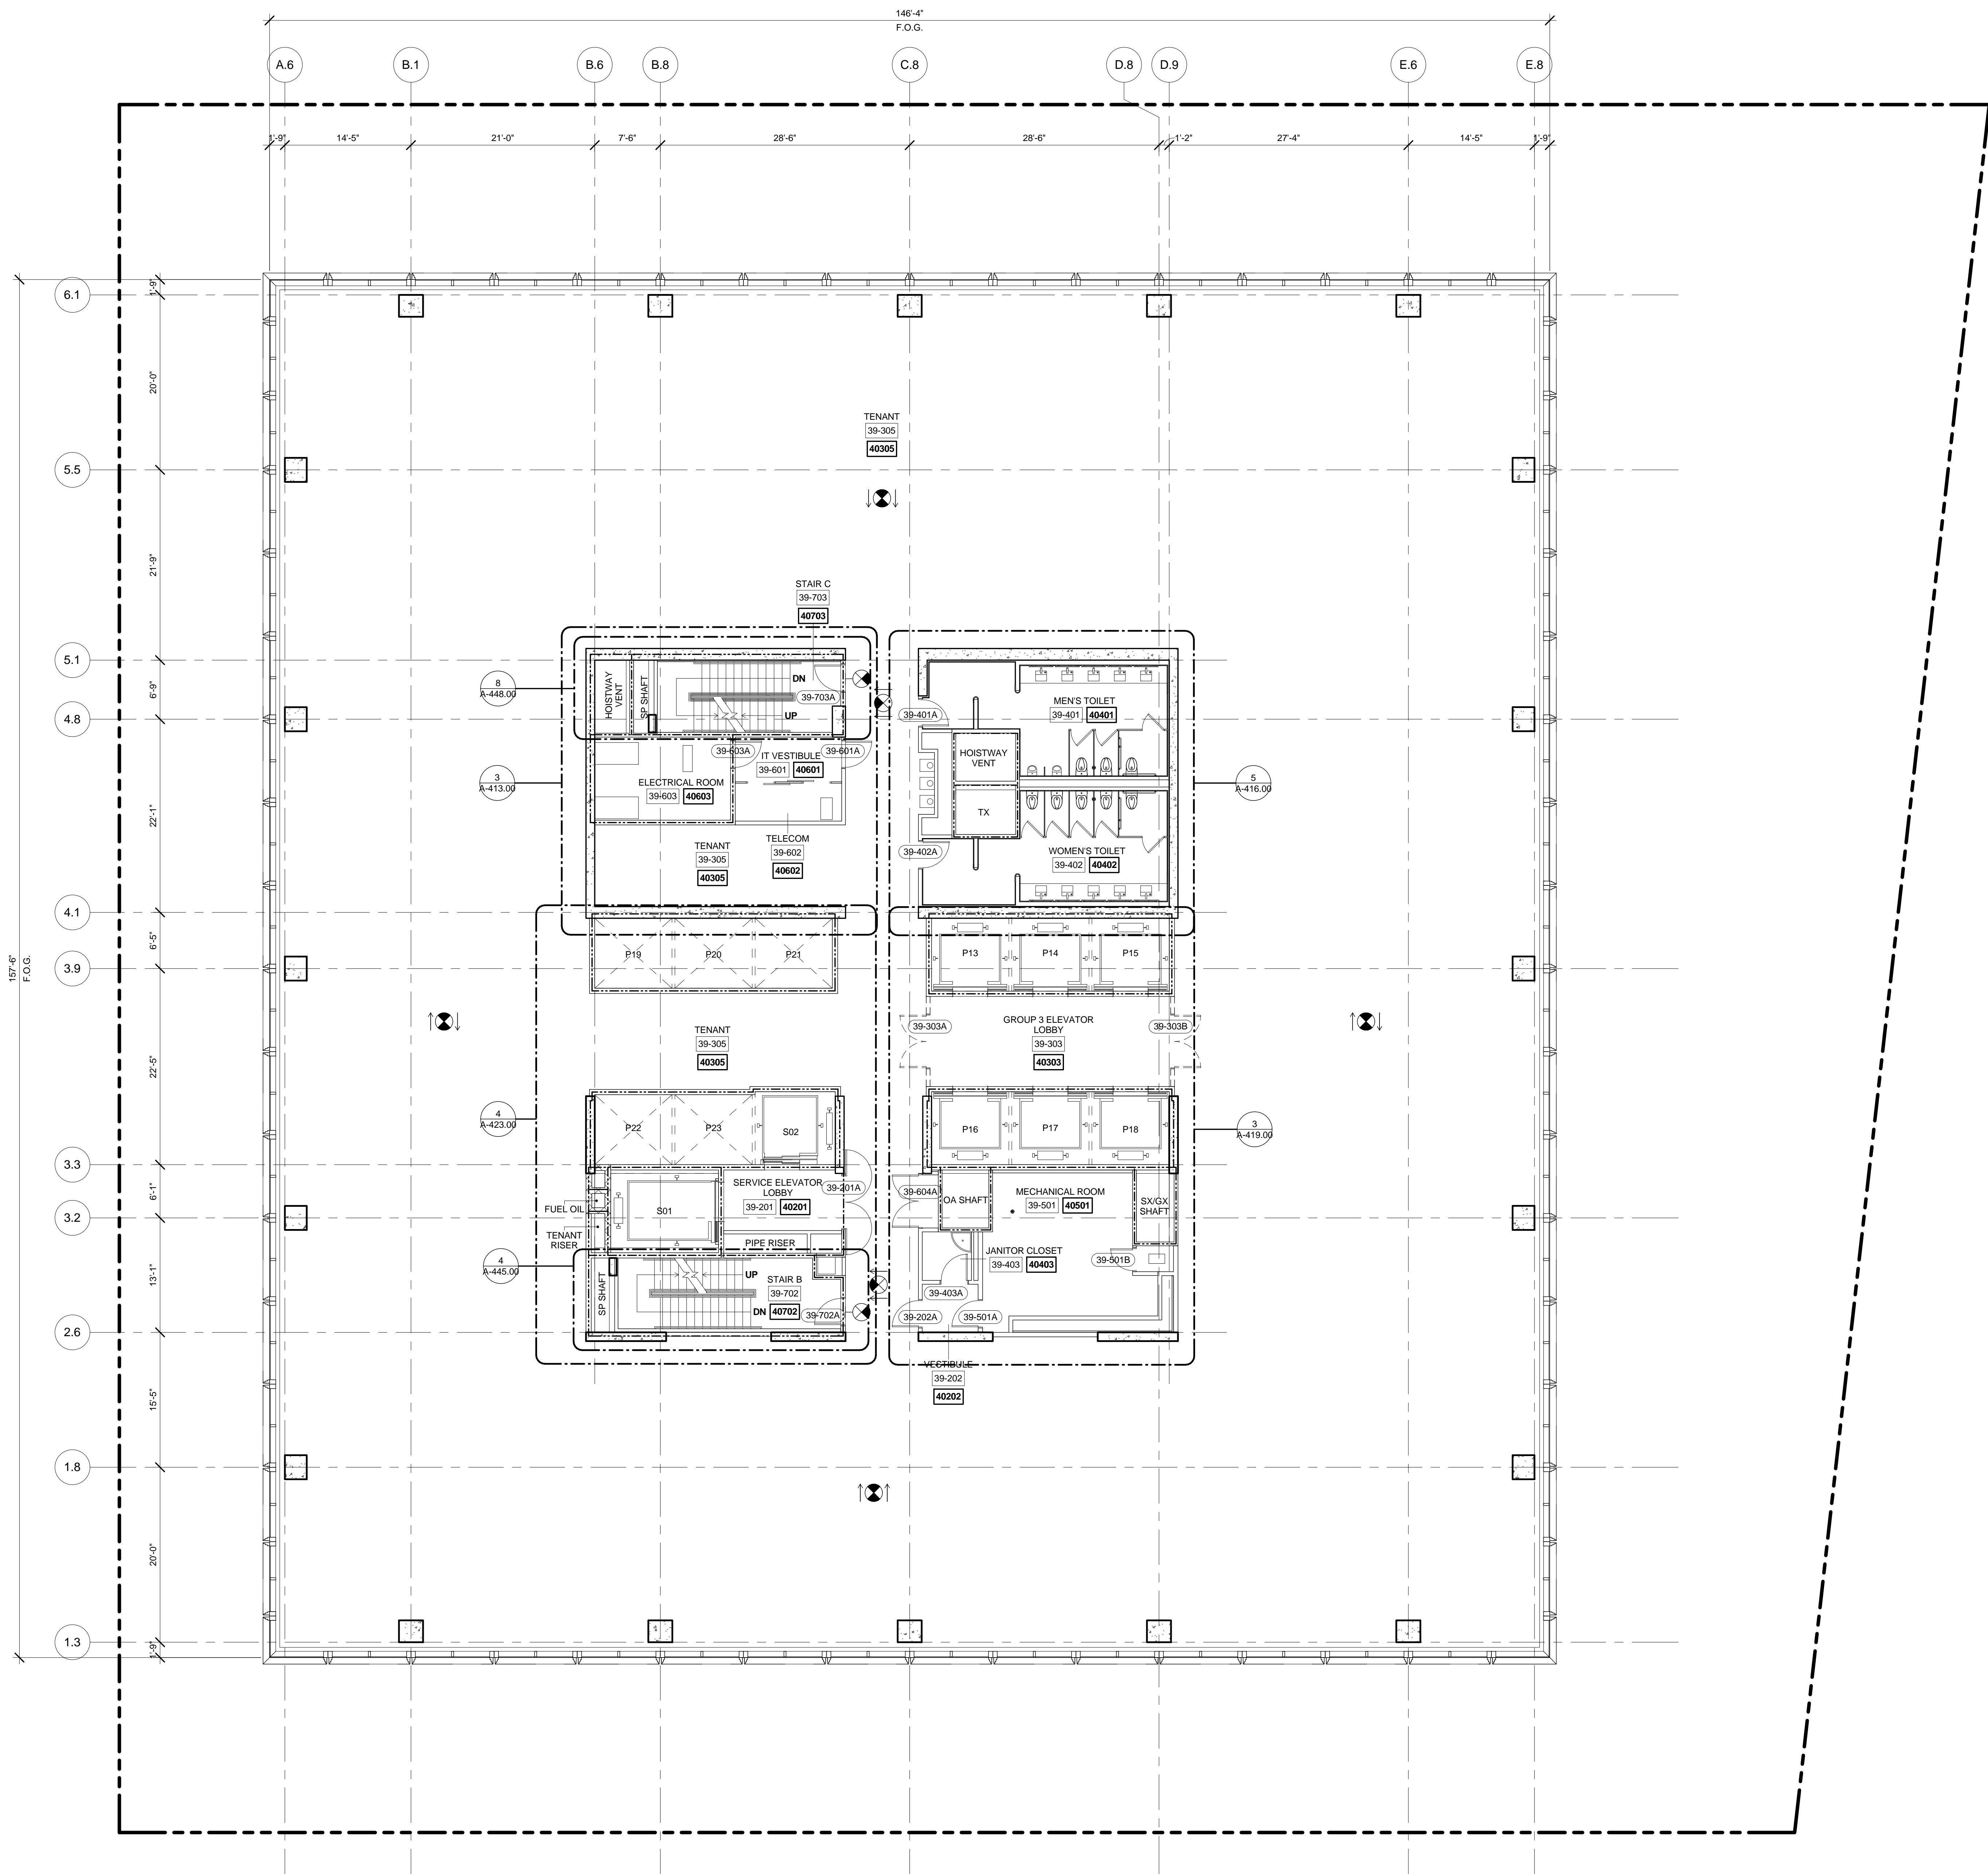 146'-4"
F.O.G.
A.6
B.1
B.6
B.8
C.8
D.8
D.9
E.6
E.8
1'-9"
14'-5"
21'-0"
7'-6"
28'-6"
28'-6"
1'-2"
27'-4"
14'-5"
1'-9"
157'-6"
F.O.G.
6.1
5.5
5.1
4.8
4.1
3.9
3.3
3.2
2.6
1.8
1.3
1'-9"
20'-0"
21'-9"
6'-9"
22'-1"
6'-5"
22'-5"
6'-1"
13'-1"
15'-5"
20'-0"
1'-9"
TENANT
39-305
40305
STAIR C
39-703
40703
8
A-448.00
HOISTWAY
VENT
SP SHAFT
DN
39-703A
UP
39-603A
39-601A
IT VESTIBULE
39-601 40601
3
A-413.00
ELECTRICAL ROOM
39-603 40603
TELECOM
39-602
40602
TENANT
39-305
40305
39-401A
MEN'S TOILET
39-401 40401
HOISTWAY
VENT
TX
5
A-416.00
39-402A
WOMEN'S TOILET
39-402 40402
P19
P20
P21
P13
P14
P15
TENANT
39-305
40305
39-303A
GROUP 3 ELEVATOR
LOBBY
39-303
40303
39-303B
4
A-423.00
P22
P23
S02
P16
P17
P18
3
A-419.00
SERVICE ELEVATOR
LOBBY
39-201 40201
39-201A
S01
FUEL OIL
TENANT
RISER
PIPE RISER
39-604A
OA SHAFT
MECHANICAL ROOM
39-501 40501
SX/GX
SHAFT
4
A-445.00
SP SHAFT
UP
STAIR B
39-702
DN 40702
39-702A
JANITOR CLOSET
39-403 40403
39-501B
39-403A
39-202A
39-501A
VESTIBULE
39-202
40202